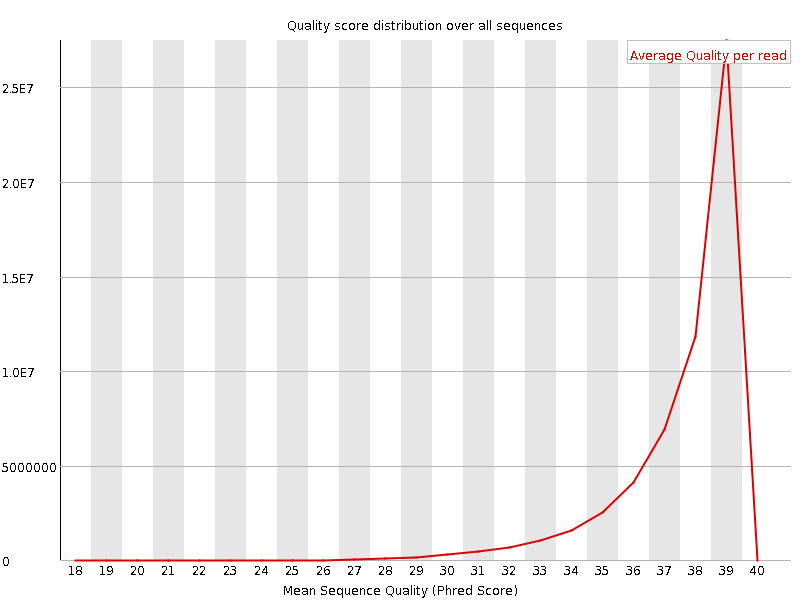 Quality score distribution over all sequences
Average Quality per read
2.5E7
2.0E7
1.5E7
1.0E7
5000000
0
18 19 20 21 22 23 24 25 26 27 28 29 30 31 32 33 34 35 36 37 38 39 40
Mean Sequence Quality (Phred Score)